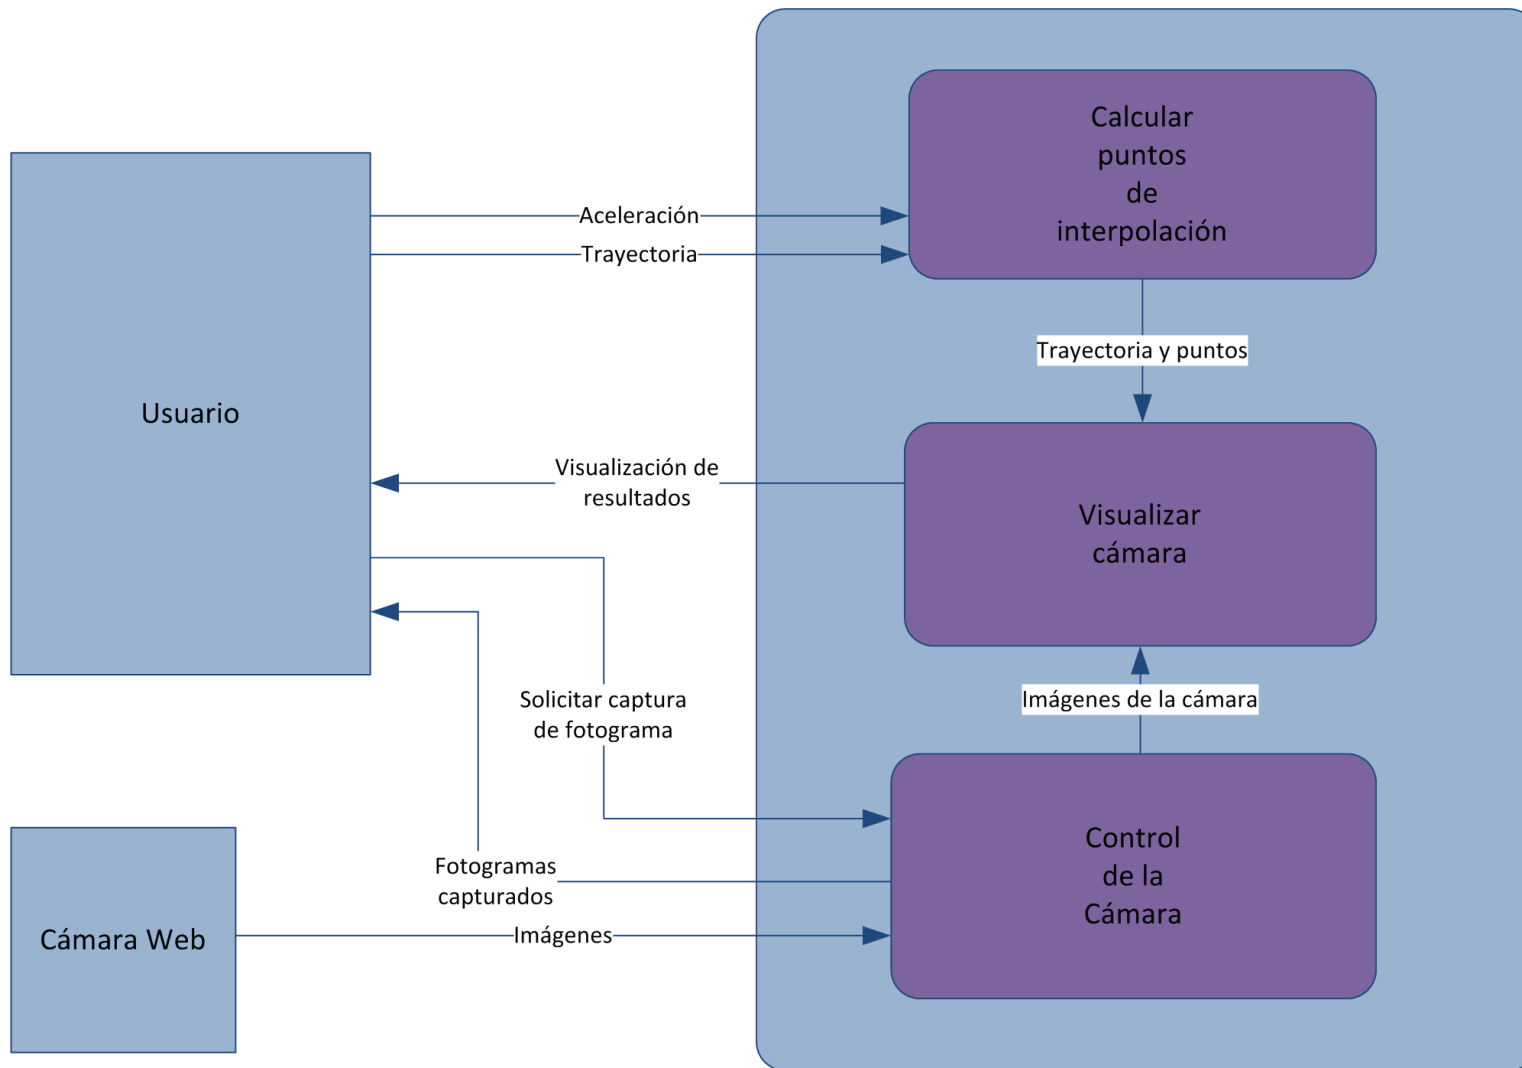 Calcular
puntos
de
interpolación
Aceleración
Trayectoria
Trayectoria y puntos
Usuario
Visualización de
resultados
Visualizar
cámara
Solicitar captura
de fotograma
Imágenes de la cámara
Control
de la
Cámara
Fotogramas
capturados
Cámara Web
Imágenes